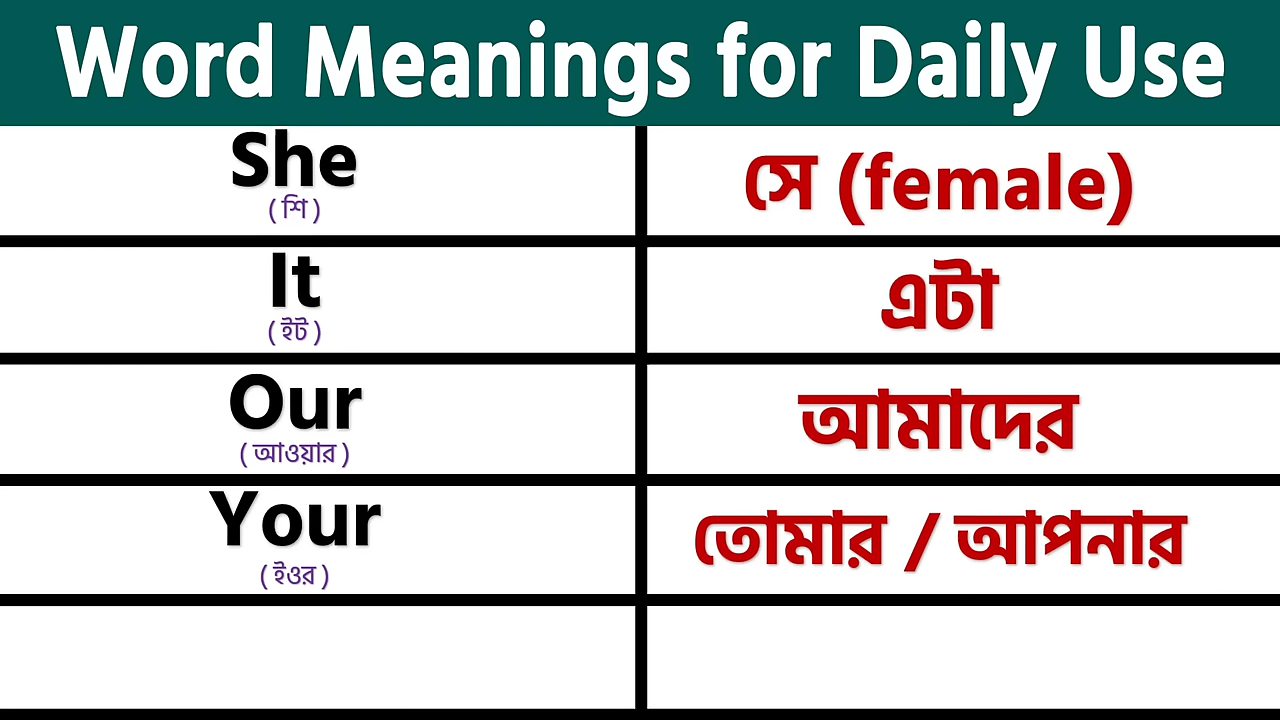 Word Meanings for Daily Use
She
( শি )
সে (female)
It
( ইট )
এটা
Our
( আওয়ার )
আমাদের
Your
( ইওর )
তোমার / আপনার